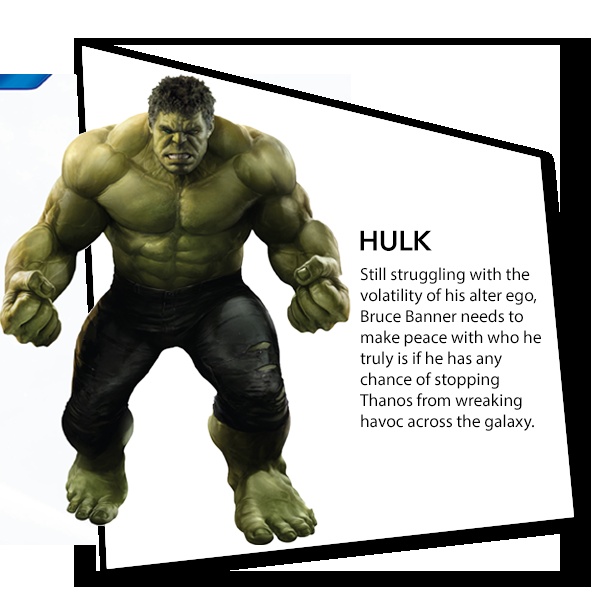 HULK
Still struggling with the
volatility of his alter ego,
Bruce Banner needs to
make peace with who he
truly is if he has any
chance of stopping
Thanos from wreaking
havoc across the galaxy.